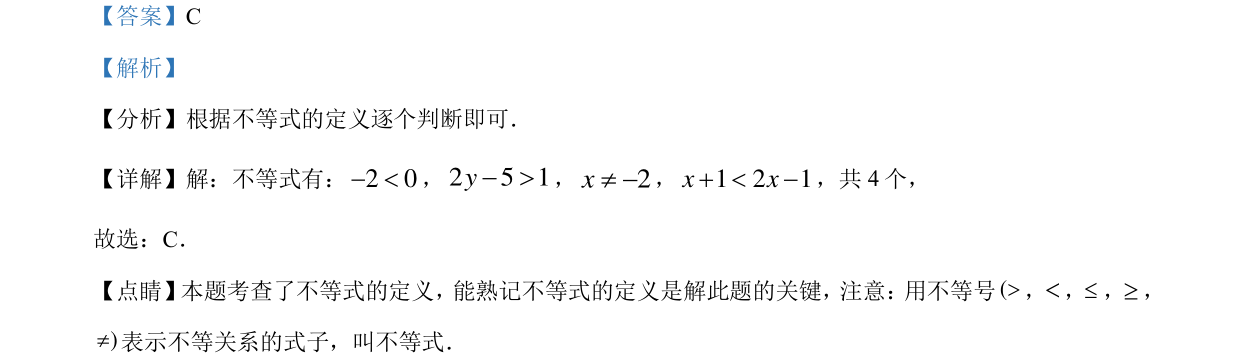 【答案】C
【解析】
【分析】根据不等式的定义逐个判断即可．
【详解】解：不等式有：−2<0，2y−5>1，x≠−2，x+1<2x−1，共 4 个，
故选：C．
【点睛】本题考查了不等式的定义，能熟记不等式的定义是解此题的关键，注意：用不等号(>，<，≤，≥，
≠)表示不等关系的式子，叫不等式．